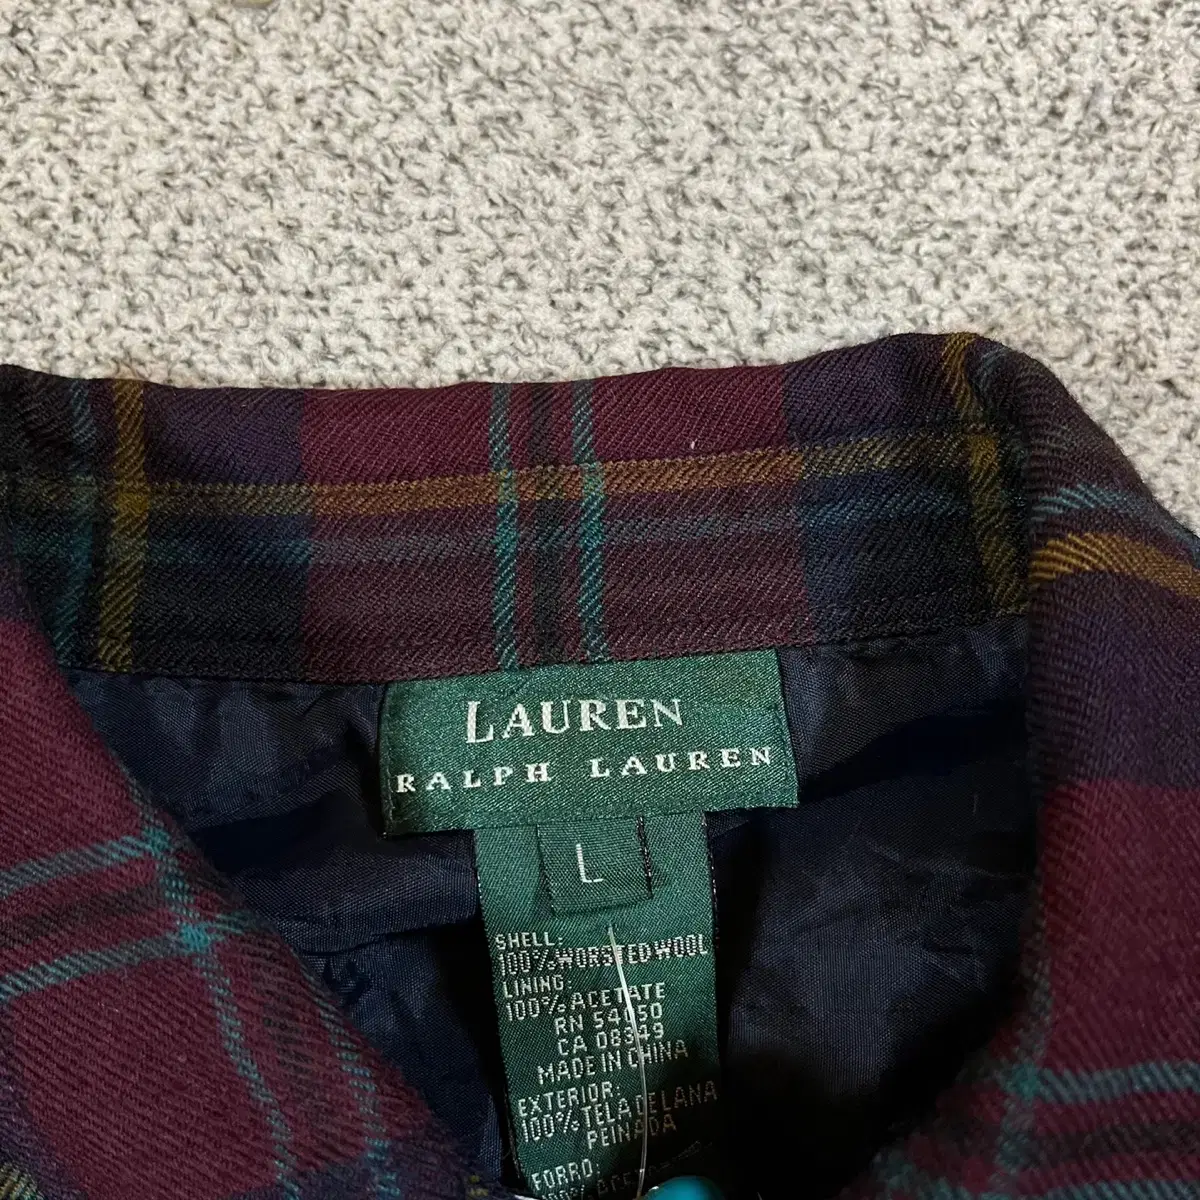 LAUREN
RALPH LAUREN
L
SHELL:
100% WORSTED WOOL
LINING:
100% ACETATE
RN 54050
CA 08349
MADE IN CHINA
EXTERIOR:
100% TELA DE LANA
PEINADA
FORRO: